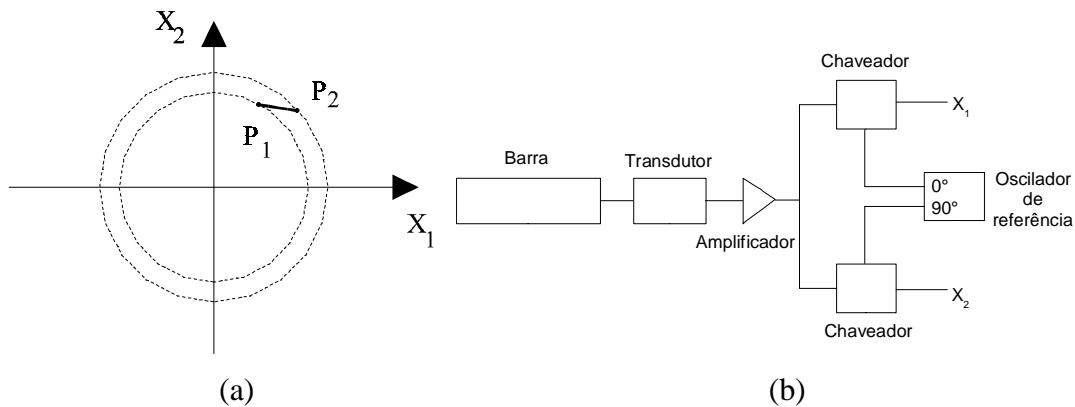 X2
P2
P1
X1
(a)
Chaveador
X1
Barra
Transdutor
0°
90°
Oscilador
de
referência
Amplificador
X2
Chaveador
(b)